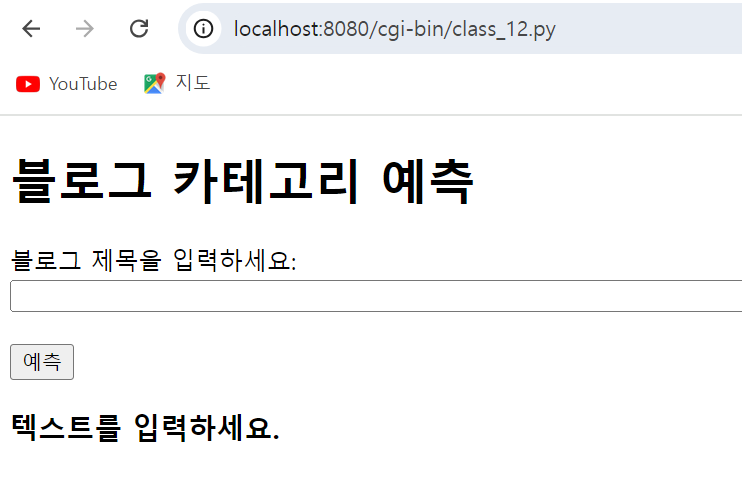 localhost:8080/cgi-bin/class_12.py
YouTube 지도
블로그 카테고리 예측
블로그 제목을 입력하세요:
예측
텍스트를 입력하세요.